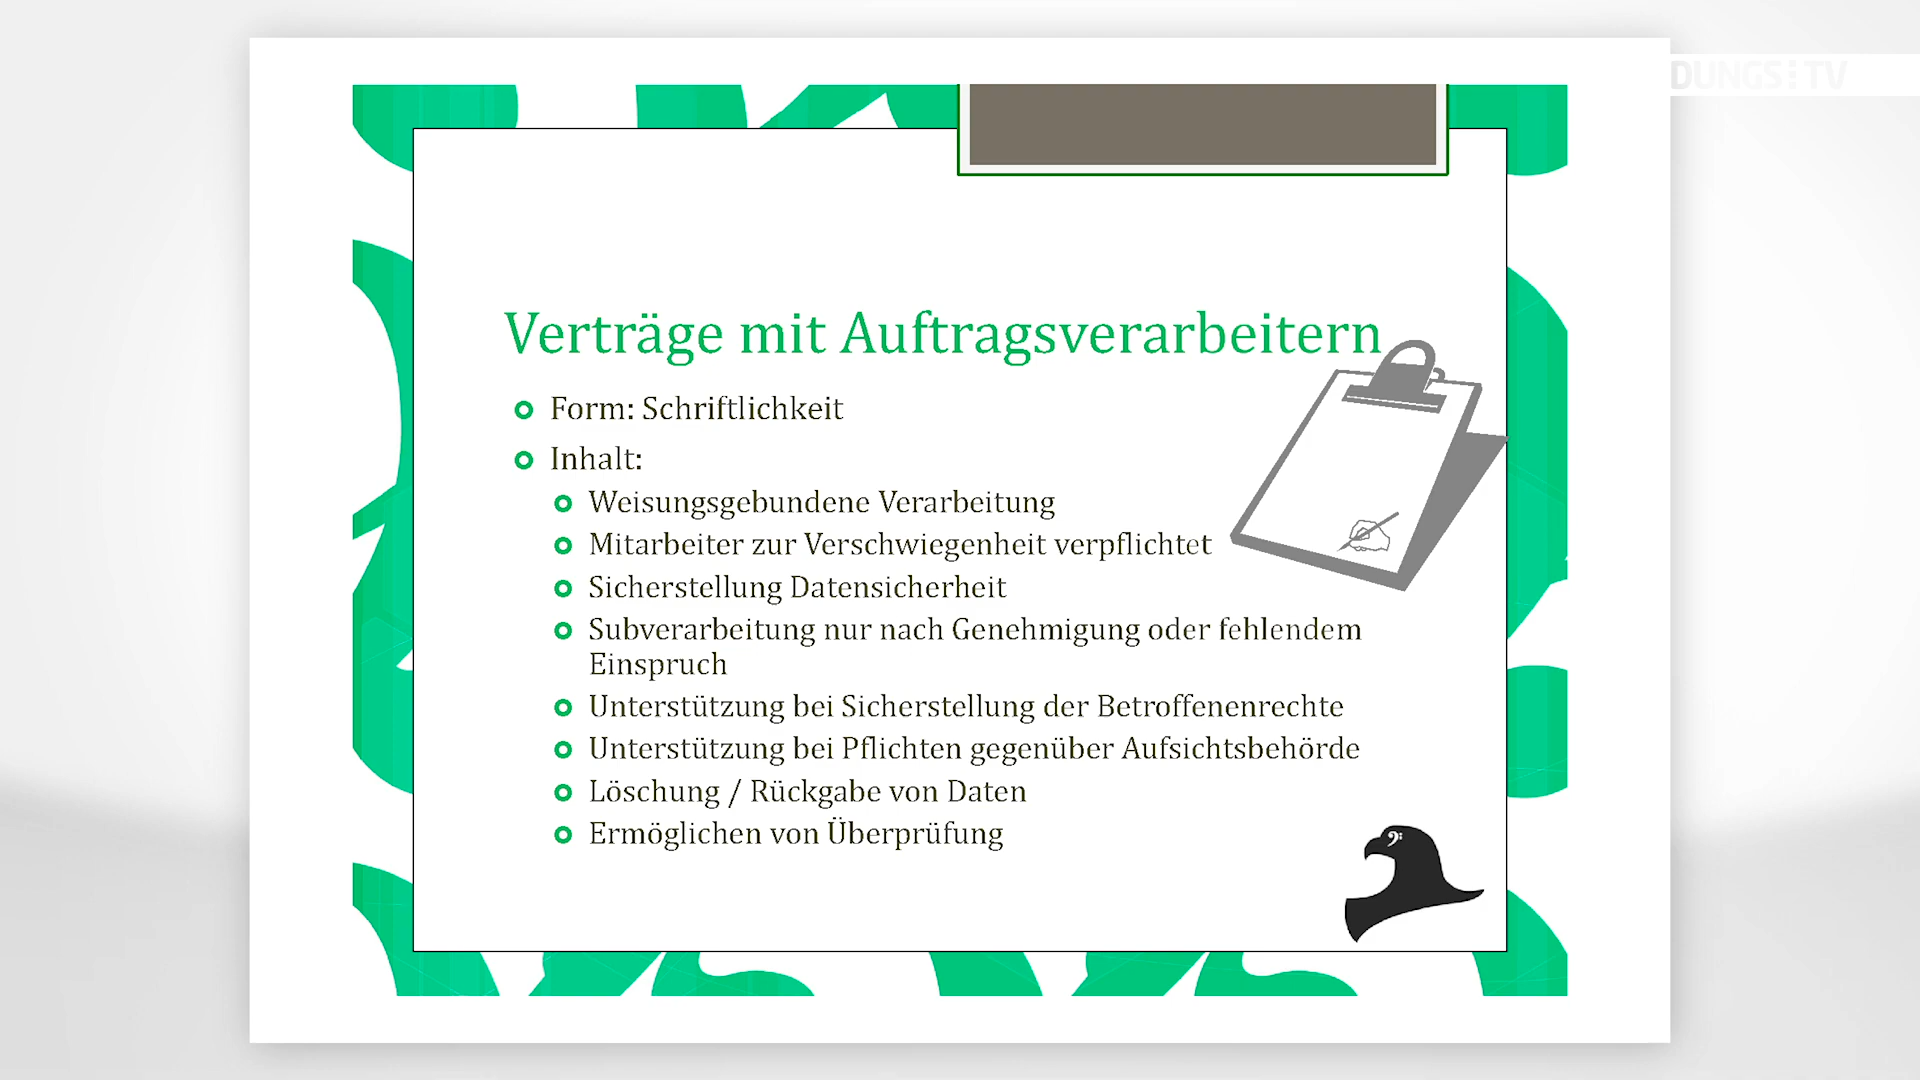 DUNGS TV
Verträge mit Auftragsverarbeitern
Form: Schriftlichkeit
Inhalt:
Weisungsgebundene Verarbeitung
Mitarbeiter zur Verschwiegenheit verpflichtet
Sicherstellung Datensicherheit
Subverarbeitung nur nach Genehmigung oder fehlendem
Einspruch
Unterstützung bei Sicherstellung der Betroffenenrechte
Unterstützung bei Pflichten gegenüber Aufsichtsbehörde
Löschung / Rückgabe von Daten
Ermöglichen von Überprüfung